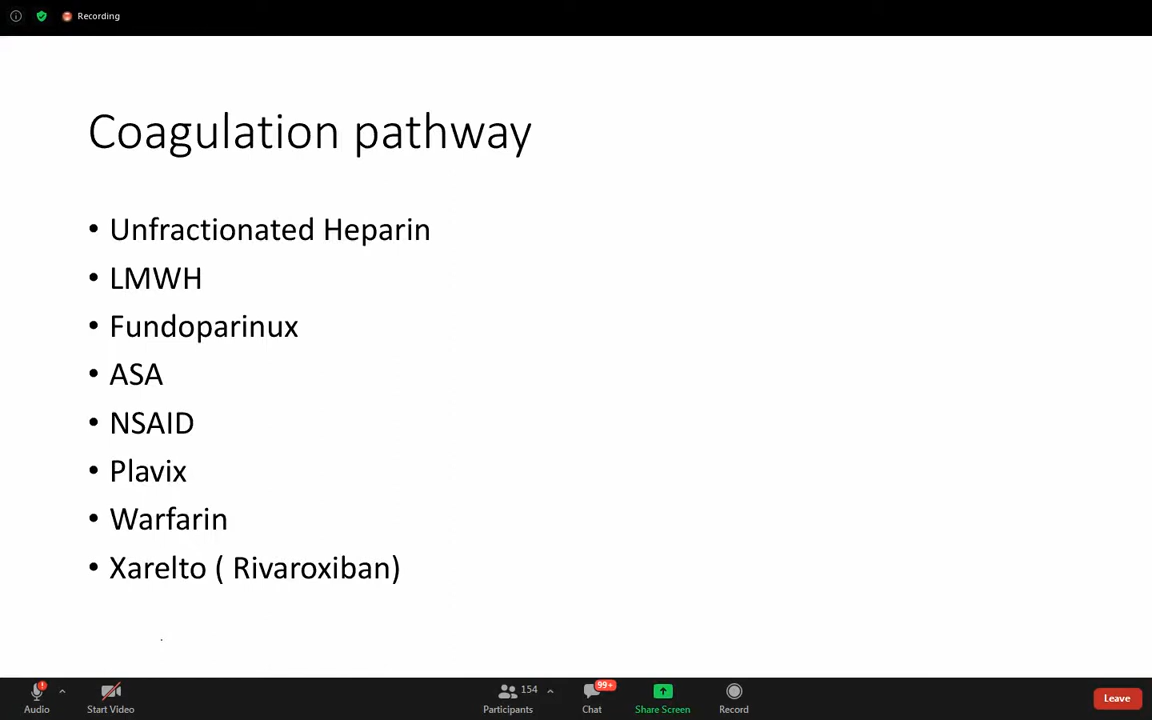 Recording
Coagulation pathway
• Unfractionated Heparin
• LMWH
• Fundoparinux
• ASA
• NSAID
• Plavix
• Warfarin
• Xarelto ( Rivaroxiban)
154
99+
Audio
Start Video
Participants
Chat
Share Screen
Record
Leave